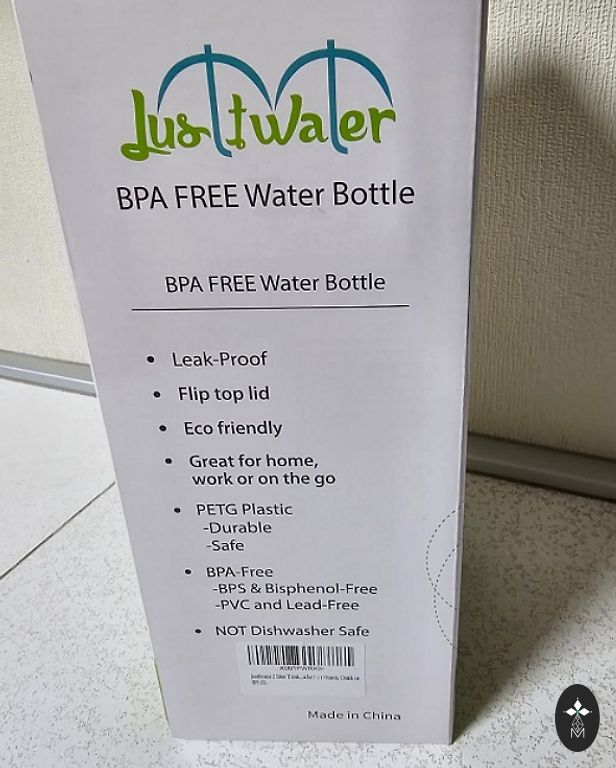 JustWater
BPA FREE Water Bottle
BPA FREE Water Bottle
• Leak-Proof
• Flip top lid
• Eco friendly
• Great for home,
work or on the go
• PETG Plastic
-Durable
-Safe
• BPA-Free
-BPS & Bisphenol-Free
-PVC and Lead-Free
• NOT Dishwasher Safe
Made in China
M